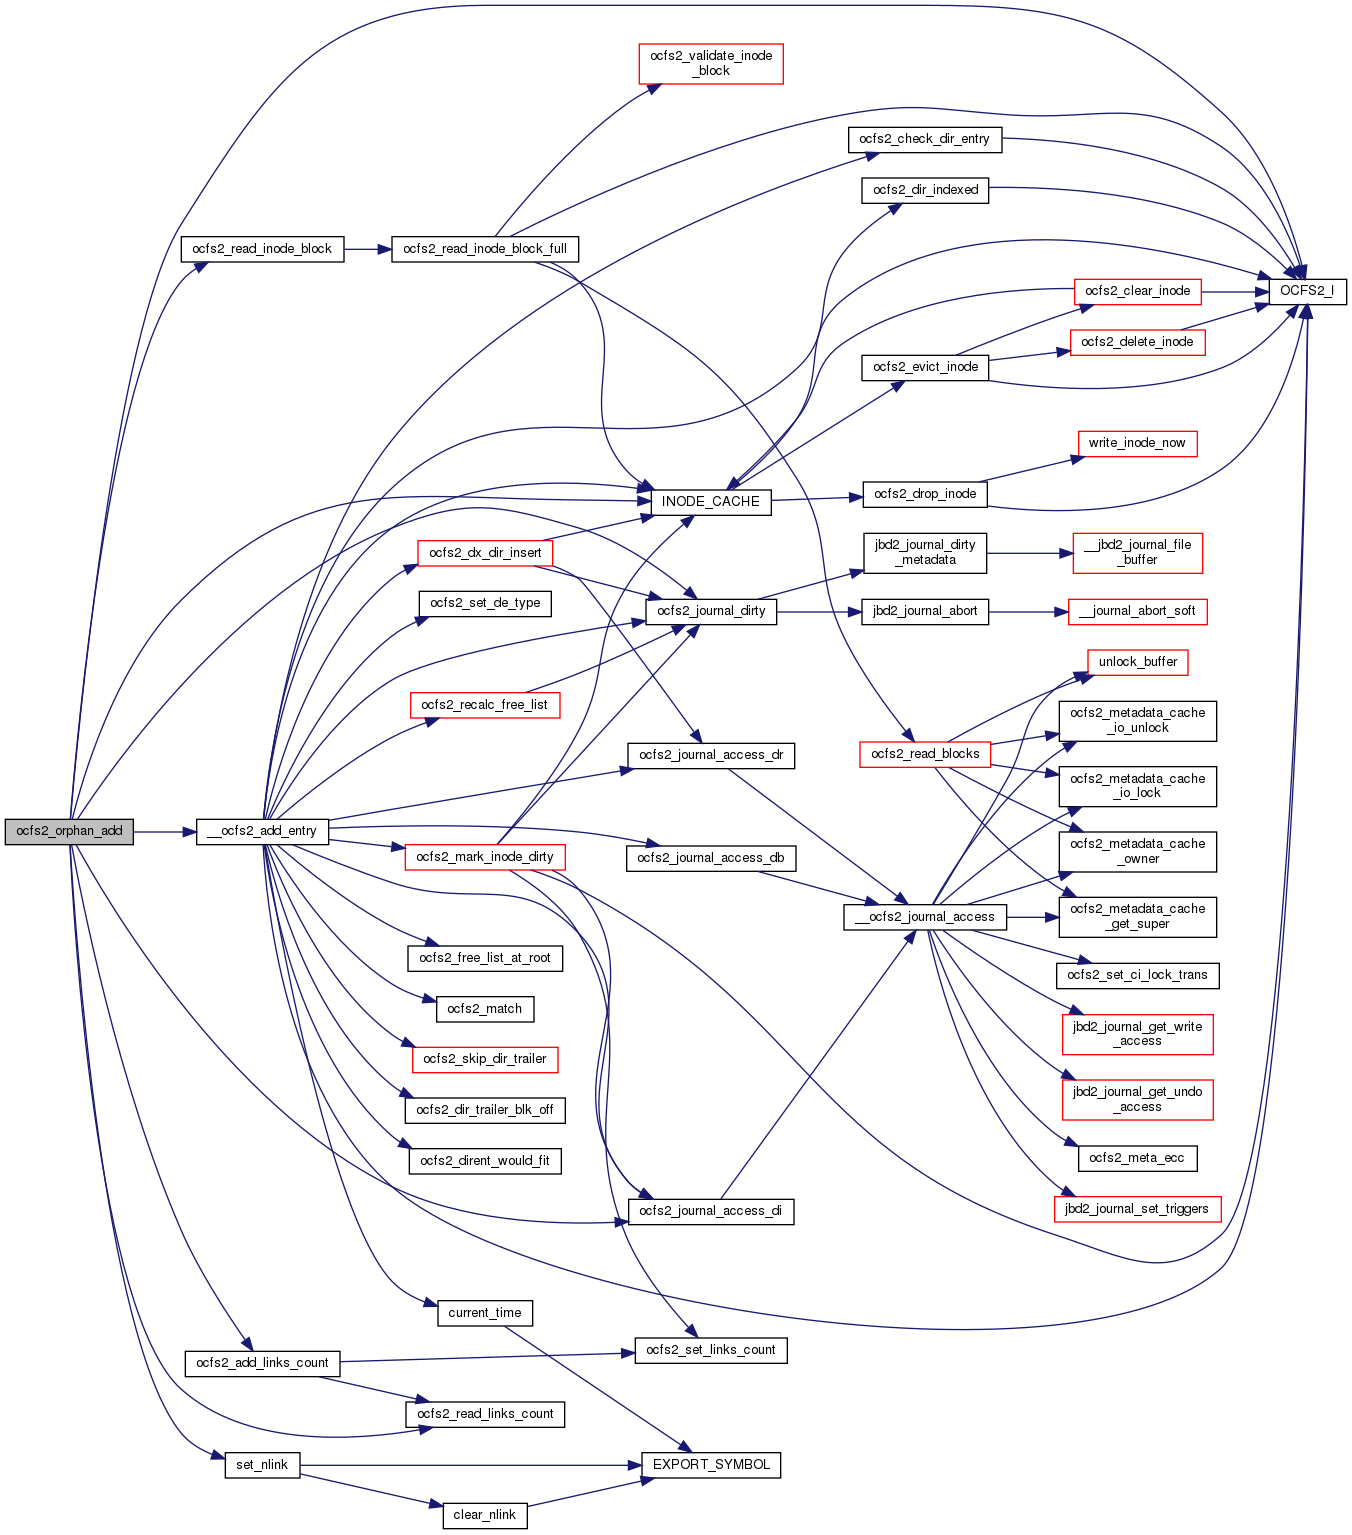 ocfs2_validate_inode
_block
ocfs2_check_dir_entry
ocfs2_dir_indexed
ocfs2_read_inode_block
ocfs2_read_inode_block_full
OCFS2_I
ocfs2_clear_inode
ocfs2_delete_inode
ocfs2_evict_inode
write_inode_now
ocfs2_drop_inode
INODE_CACHE
jbd2_journal_dirty
_metadata
__jbd2_journal_file
_buffer
ocfs2_dx_dir_insert
ocfs2_set_de_type
ocfs2_journal_dirty
jbd2_journal_abort
__journal_abort_soft
unlock_buffer
ocfs2_recalc_free_list
ocfs2_metadata_cache
_io_unlock
ocfs2_journal_access_dr
ocfs2_read_blocks
ocfs2_metadata_cache
_io_lock
ocfs2_orphan_add
__ocfs2_add_entry
ocfs2_mark_inode_dirty
ocfs2_journal_access_db
ocfs2_metadata_cache
_owner
__ocfs2_journal_access
ocfs2_metadata_cache
_get_super
ocfs2_free_list_at_root
ocfs2_set_ci_lock_trans
ocfs2_match
jbd2_journal_get_write
_access
ocfs2_skip_dir_trailer
jbd2_journal_get_undo
_access
ocfs2_dir_trailer_blk_off
ocfs2_dirent_would_fit
ocfs2_meta_ecc
ocfs2_journal_access_di
jbd2_journal_set_triggers
current_time
ocfs2_add_links_count
ocfs2_set_links_count
ocfs2_read_links_count
set_nlink
EXPORT_SYMBOL
clear_nlink